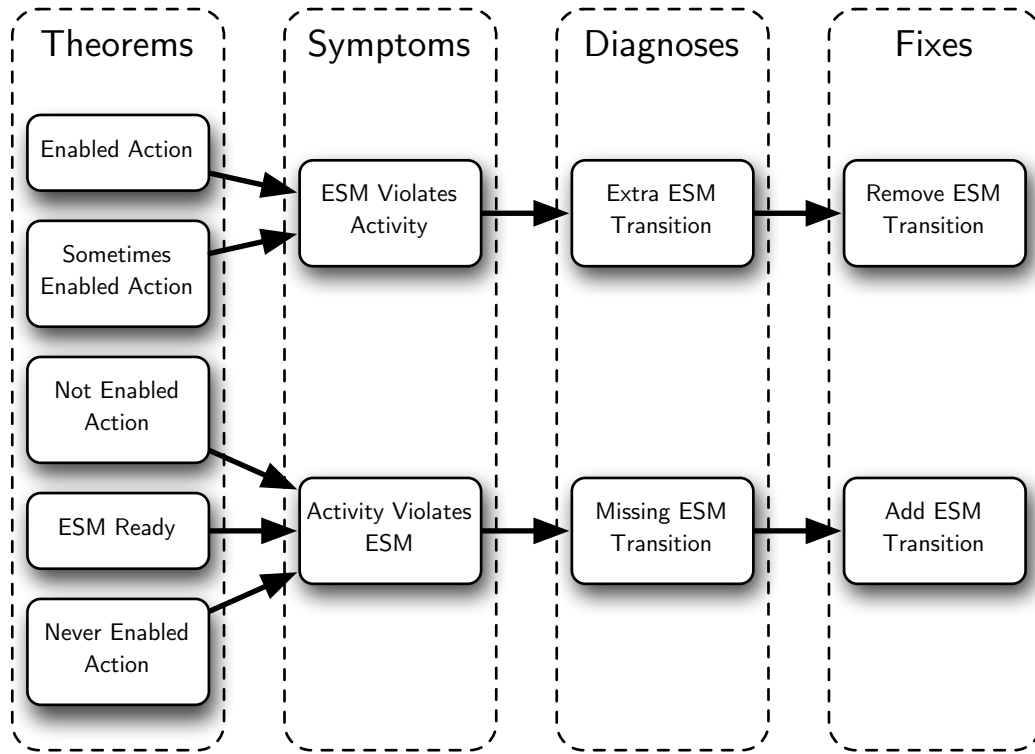 Theorems
Enabled Action
Sometimes
Enabled Action
Not Enabled
Action
ESM Ready
Never Enabled
Action
Symptoms
ESM Violates
Activity
Activity Violates
ESM
Diagnoses
Extra ESM
Transition
Missing ESM
Transition
Fixes
Remove ESM
Transition
Add ESM
Transition